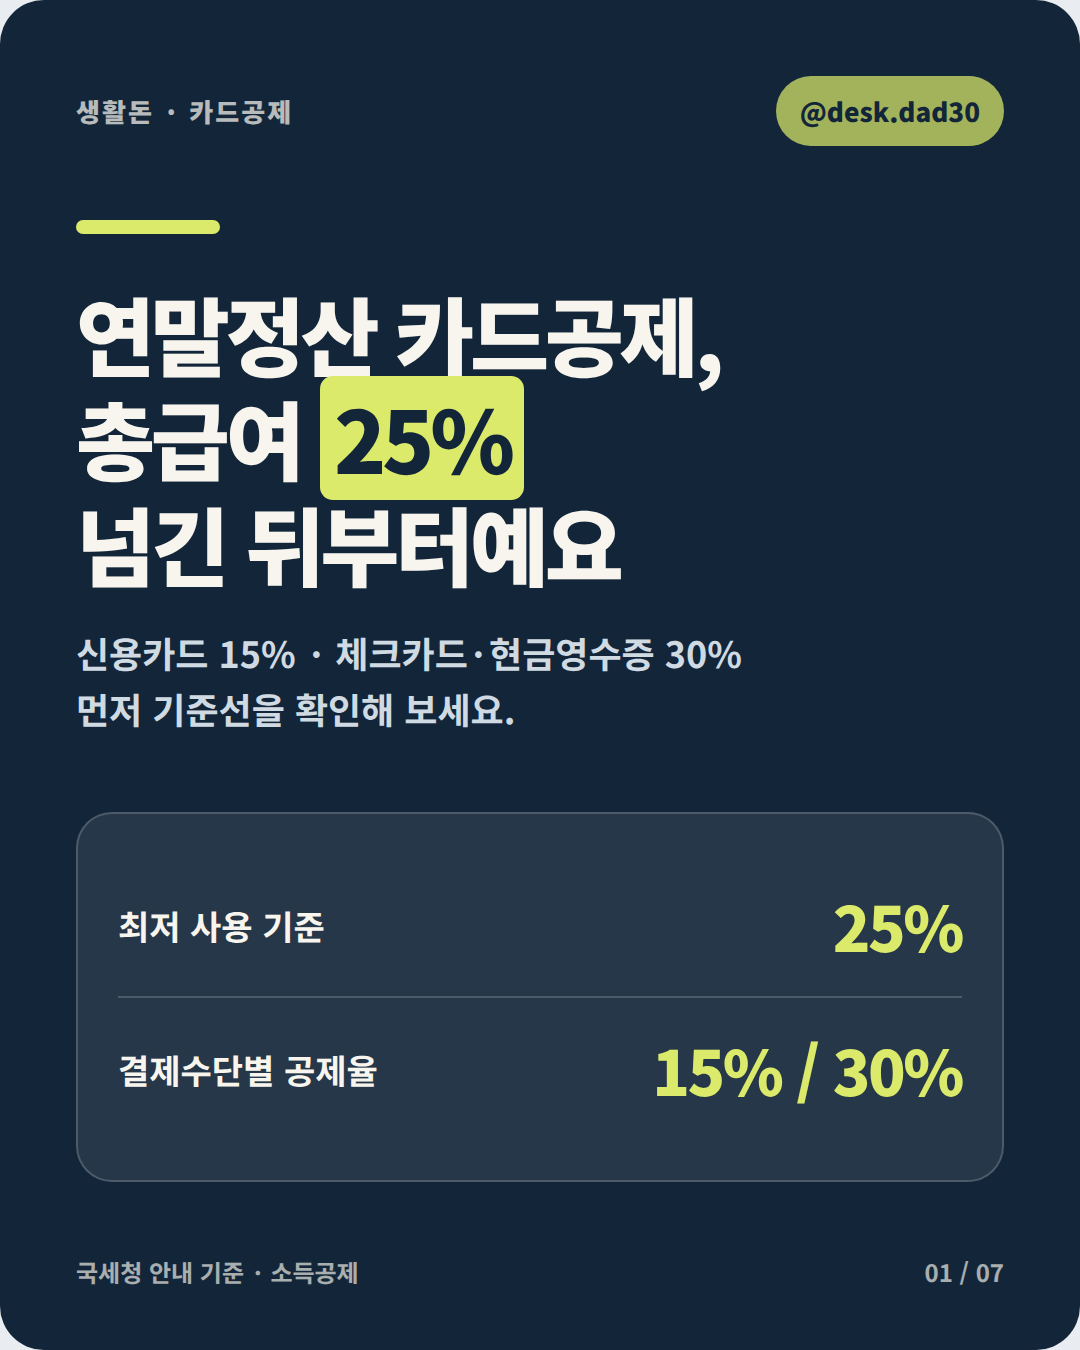 생활돈 · 카드공제
@desk.dad30
연말정산 카드공제,
총급여 25%
넘긴 뒤부터예요
신용카드 15% · 체크카드·현금영수증 30%
먼저 기준선을 확인해 보세요.
최저 사용 기준 25%
결제수단별 공제율 15% / 30%
국세청 안내 기준 · 소득공제
01 / 07